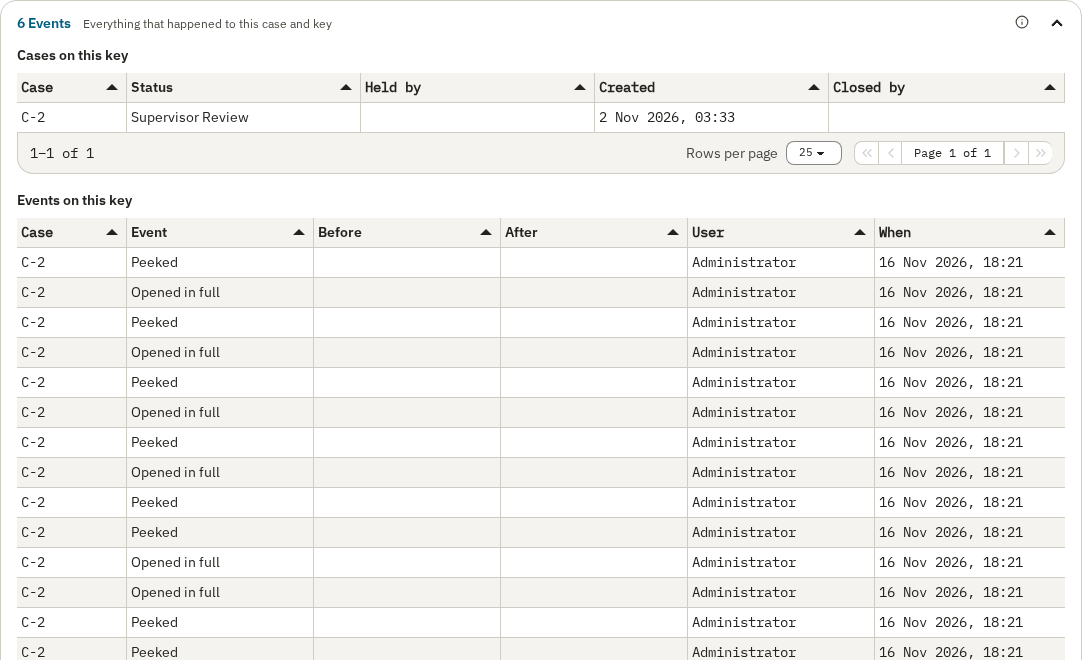 6 Events Everything that happened to this case and key
Cases on this key
Case Status Held by Created Closed by
C-2 Supervisor Review 2 Nov 2026, 03:33
1–1 of 1 Rows per page 25 « < Page 1 of 1 > »
Events on this key
Case Event Before After User When
C-2 Peeked Administrator 16 Nov 2026, 18:21
C-2 Opened in full Administrator 16 Nov 2026, 18:21
C-2 Peeked Administrator 16 Nov 2026, 18:21
C-2 Opened in full Administrator 16 Nov 2026, 18:21
C-2 Peeked Administrator 16 Nov 2026, 18:21
C-2 Opened in full Administrator 16 Nov 2026, 18:21
C-2 Peeked Administrator 16 Nov 2026, 18:21
C-2 Opened in full Administrator 16 Nov 2026, 18:21
C-2 Peeked Administrator 16 Nov 2026, 18:21
C-2 Peeked Administrator 16 Nov 2026, 18:21
C-2 Opened in full Administrator 16 Nov 2026, 18:21
C-2 Opened in full Administrator 16 Nov 2026, 18:21
C-2 Peeked Administrator 16 Nov 2026, 18:21
C-2 Peeked Administrator 16 Nov 2026, 18:21